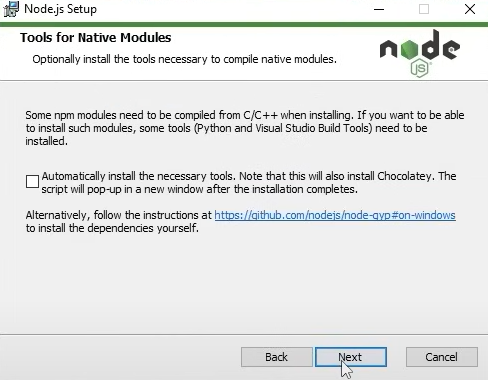 Node.js Setup
Tools for Native Modules
Optionally install the tools necessary to compile native modules.
node
JS
Some npm modules need to be compiled from C/C++ when installing. If you want to be able
to install such modules, some tools (Python and Visual Studio Build Tools) need to be
installed.
Automatically install the necessary tools. Note that this will also install Chocolatey. The
script will pop-up in a new window after the installation completes.
Alternatively, follow the instructions at https://github.com/nodejs/node-gyp#on-windows
to install the dependencies yourself.
Back
Next
Cancel